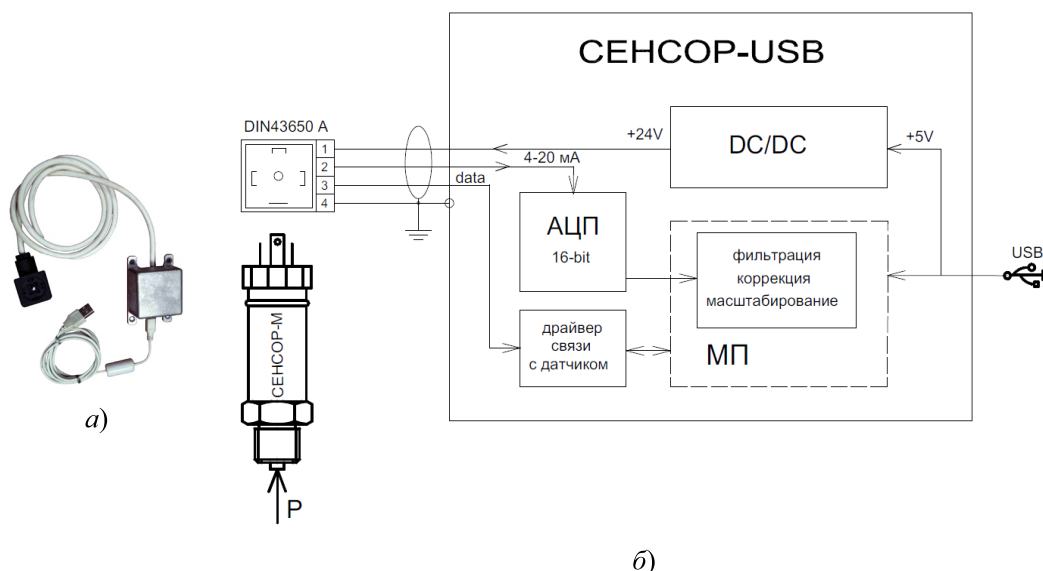 СЕНСОР-USB
DIN43650 A
1
2
3
4
+24V
DC/DC
+5V
4-20 мА
data
АЦП
16-bit
фильтрация
коррекция
масштабирование
USB
драйвер
связи
с датчиком
МП
СЕНСОР-М
P
а)
б)